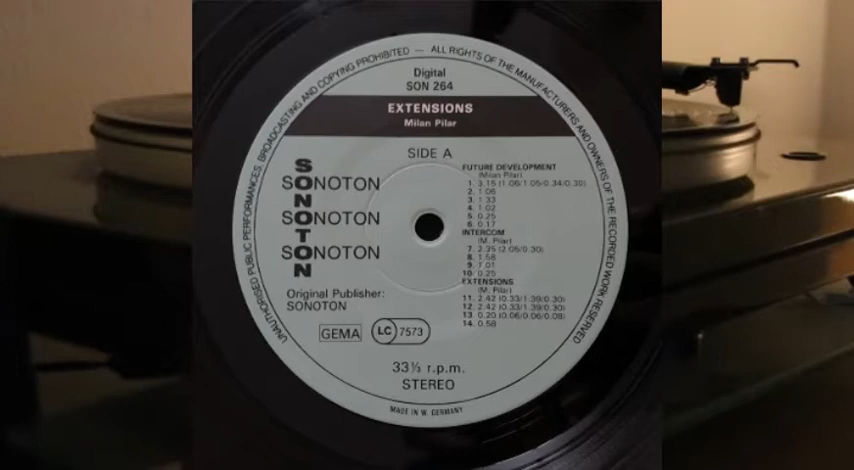 UNAUTHORISED PUBLIC PERFORMANCES, BROADCASTING AND COPYING PROHIBITED — ALL RIGHTS OF THE MANUFACTURERS AND OWNERS OF THE RECORDED WORK RESERVED
Digital
SON 264
EXTENSIONS
Milan Pilar
SIDE A
SONOTON
SONOTON
SONOTON
SONOTON
Original Publisher:
SONOTON
GEMA
LC 7573
FUTURE DEVELOPMENT
(Milan Pilar)
1. 3.15 (1.06/1.05/0.34/0.30)
2. 1.06
3. 1.33
4. 1.02
5. 0.25
6. 0.17
INTERCOM
(M. Pilar)
7. 2.35 (2.05/0.30)
8. 1.58
9. 1.01
10. 0.25
EXTENSIONS
(M. Pilar)
11. 2.42 (0.33/1.39/0.30)
12. 2.42 (0.33/1.39/0.30)
13. 0.20 (0.06/0.06/0.08)
14. 0.58
33⅓ r.p.m.
STEREO
MADE IN W. GERMANY